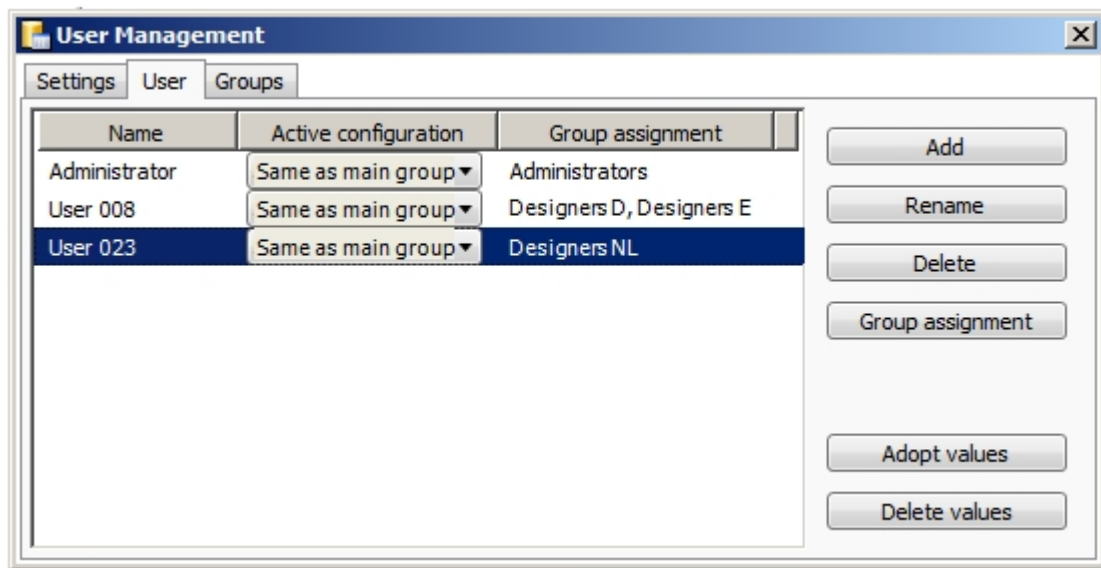 User Management
Settings User Groups
Name Active configuration Group assignment
Administrator Same as main group Administrators
User 008 Same as main group Designers D, Designers E
User 023 Same as main group Designers NL
Add
Rename
Delete
Group assignment
Adopt values
Delete values